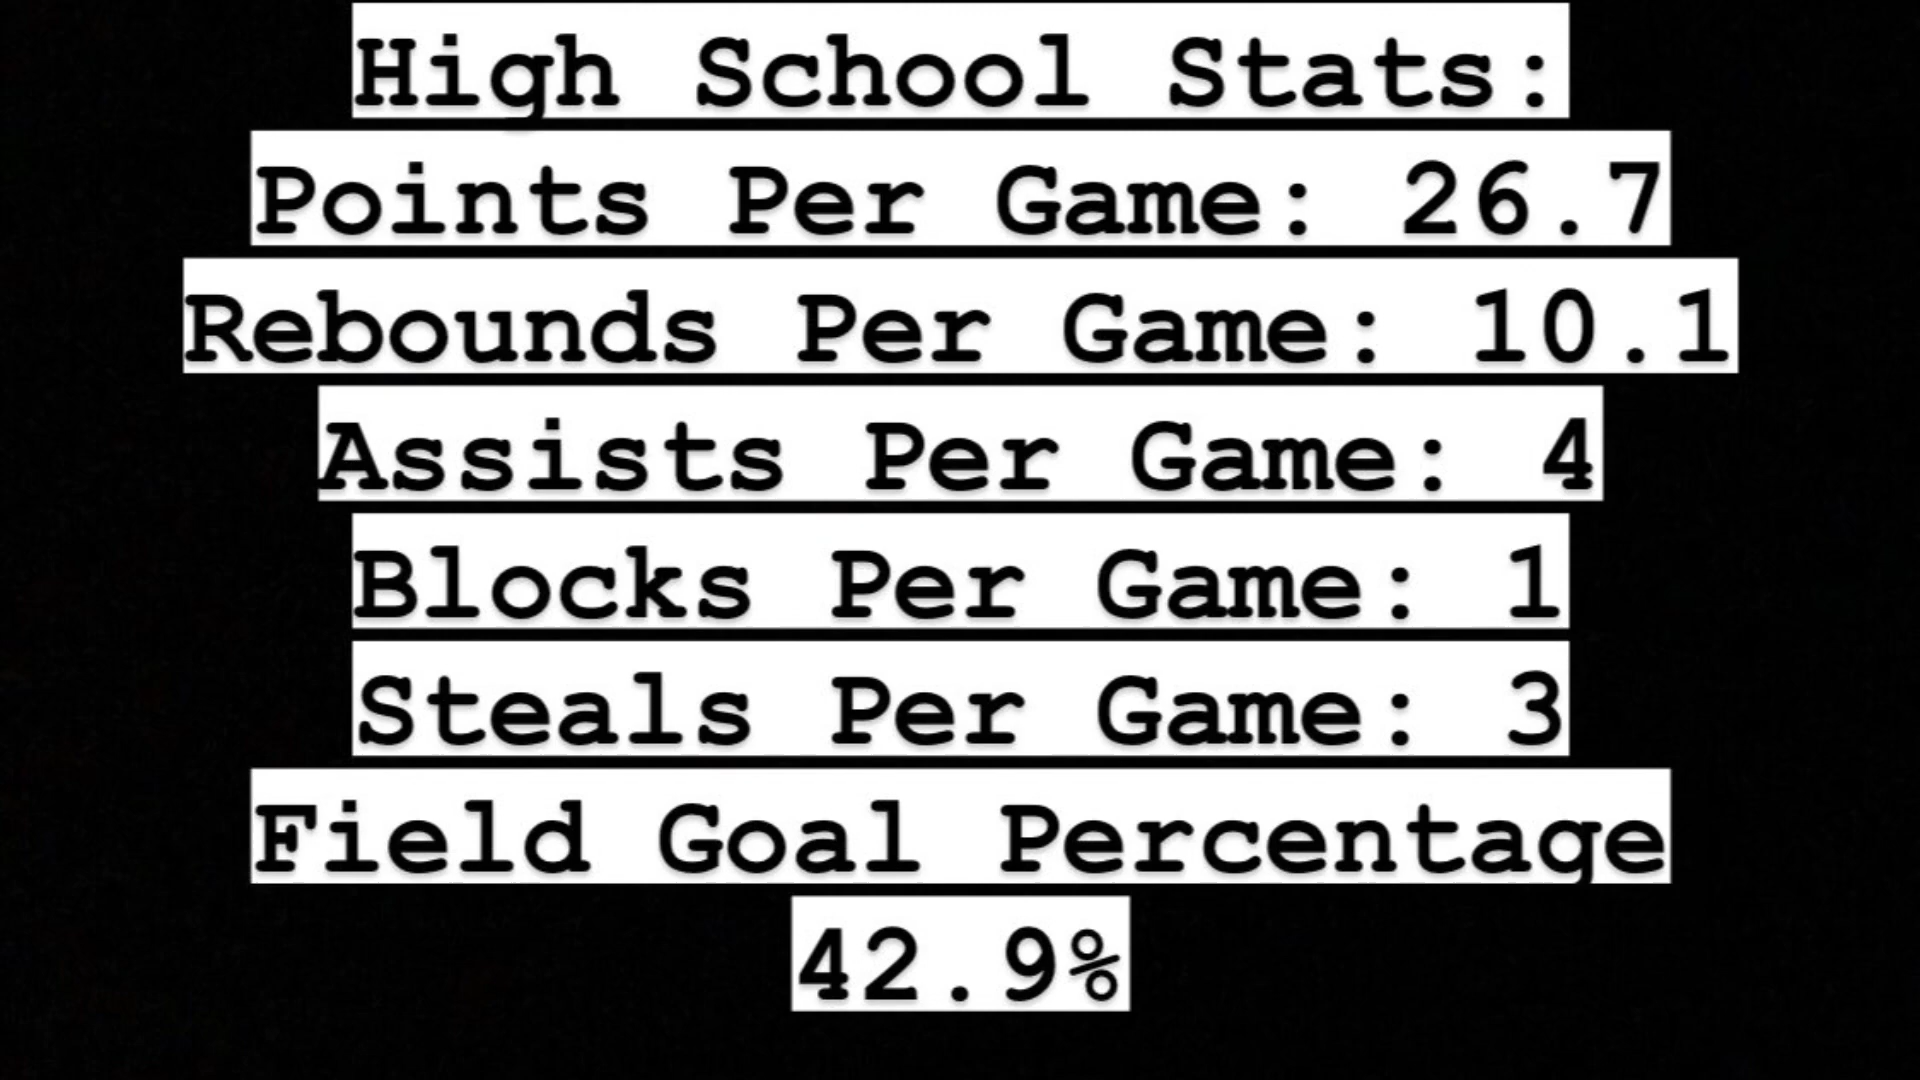 High School Stats:
Points Per Game: 26.7
Rebounds Per Game: 10.1
Assists Per Game: 4
Blocks Per Game: 1
Steals Per Game: 3
Field Goal Percentage
42.9%